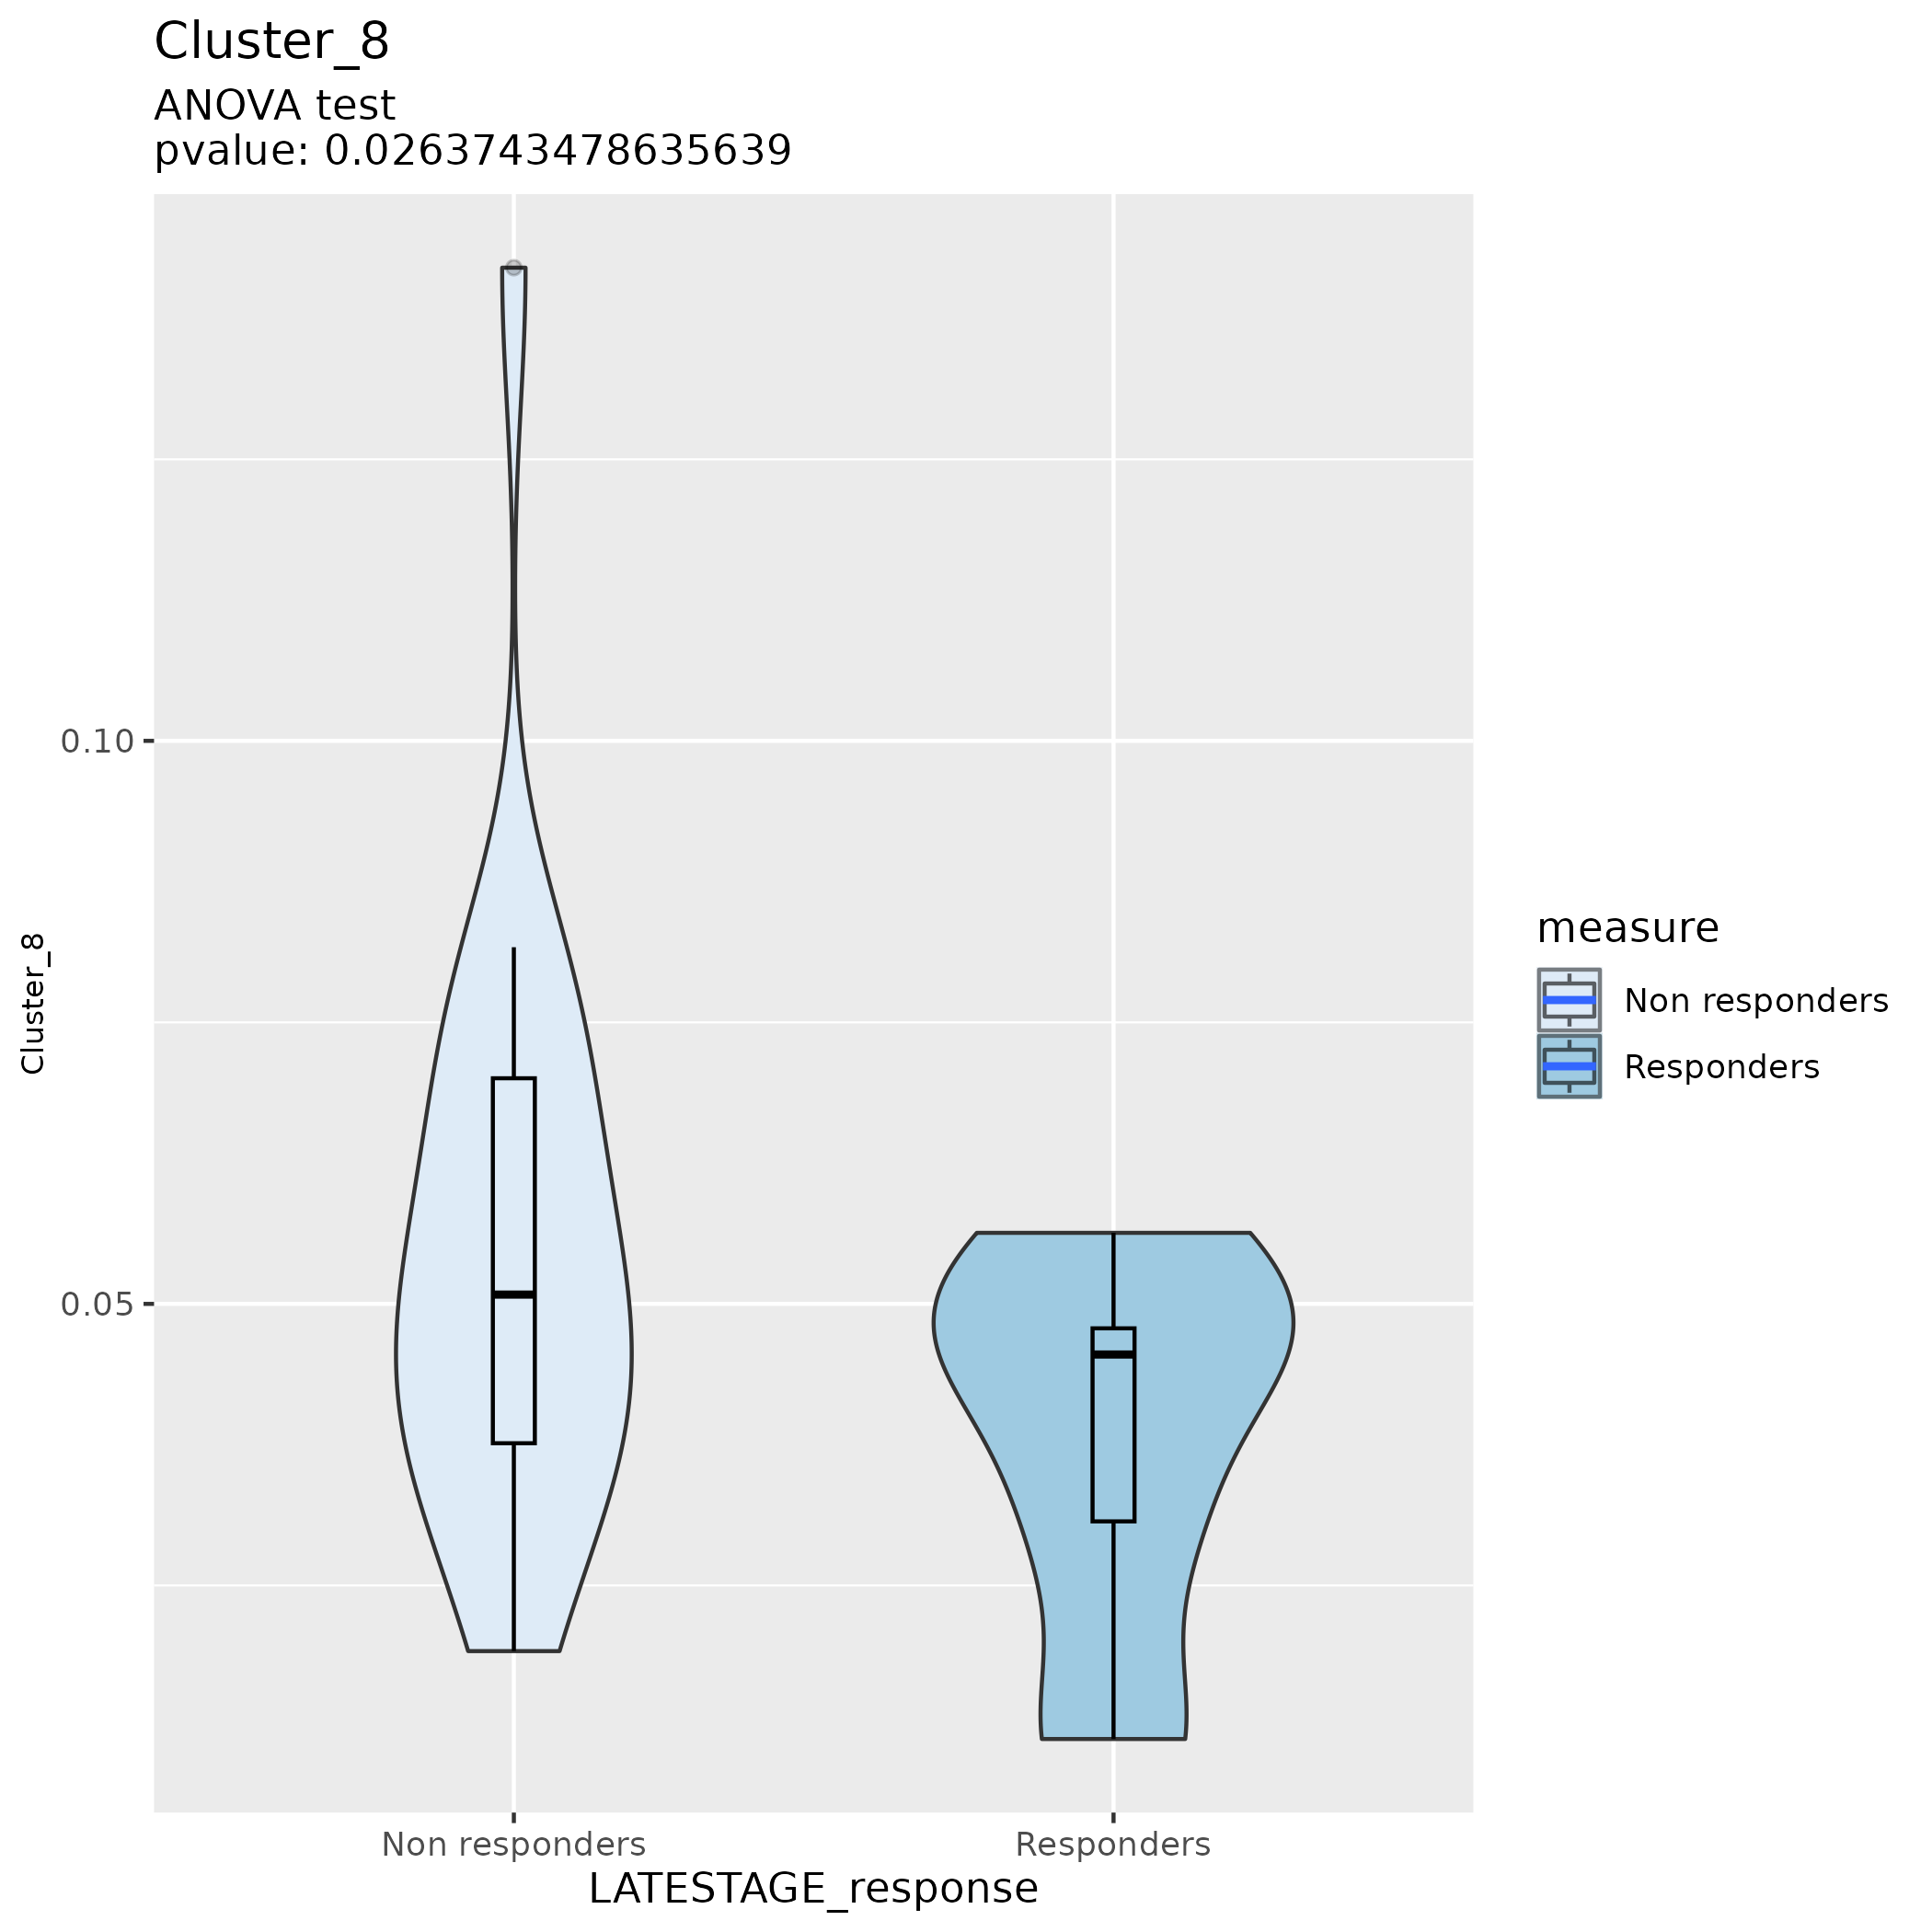 Cluster_8
ANOVA test
pvalue: 0.0263743478635639
Cluster_8
0.10
0.05
Non responders
Responders
LATESTAGE_response
measure
Non responders
Responders